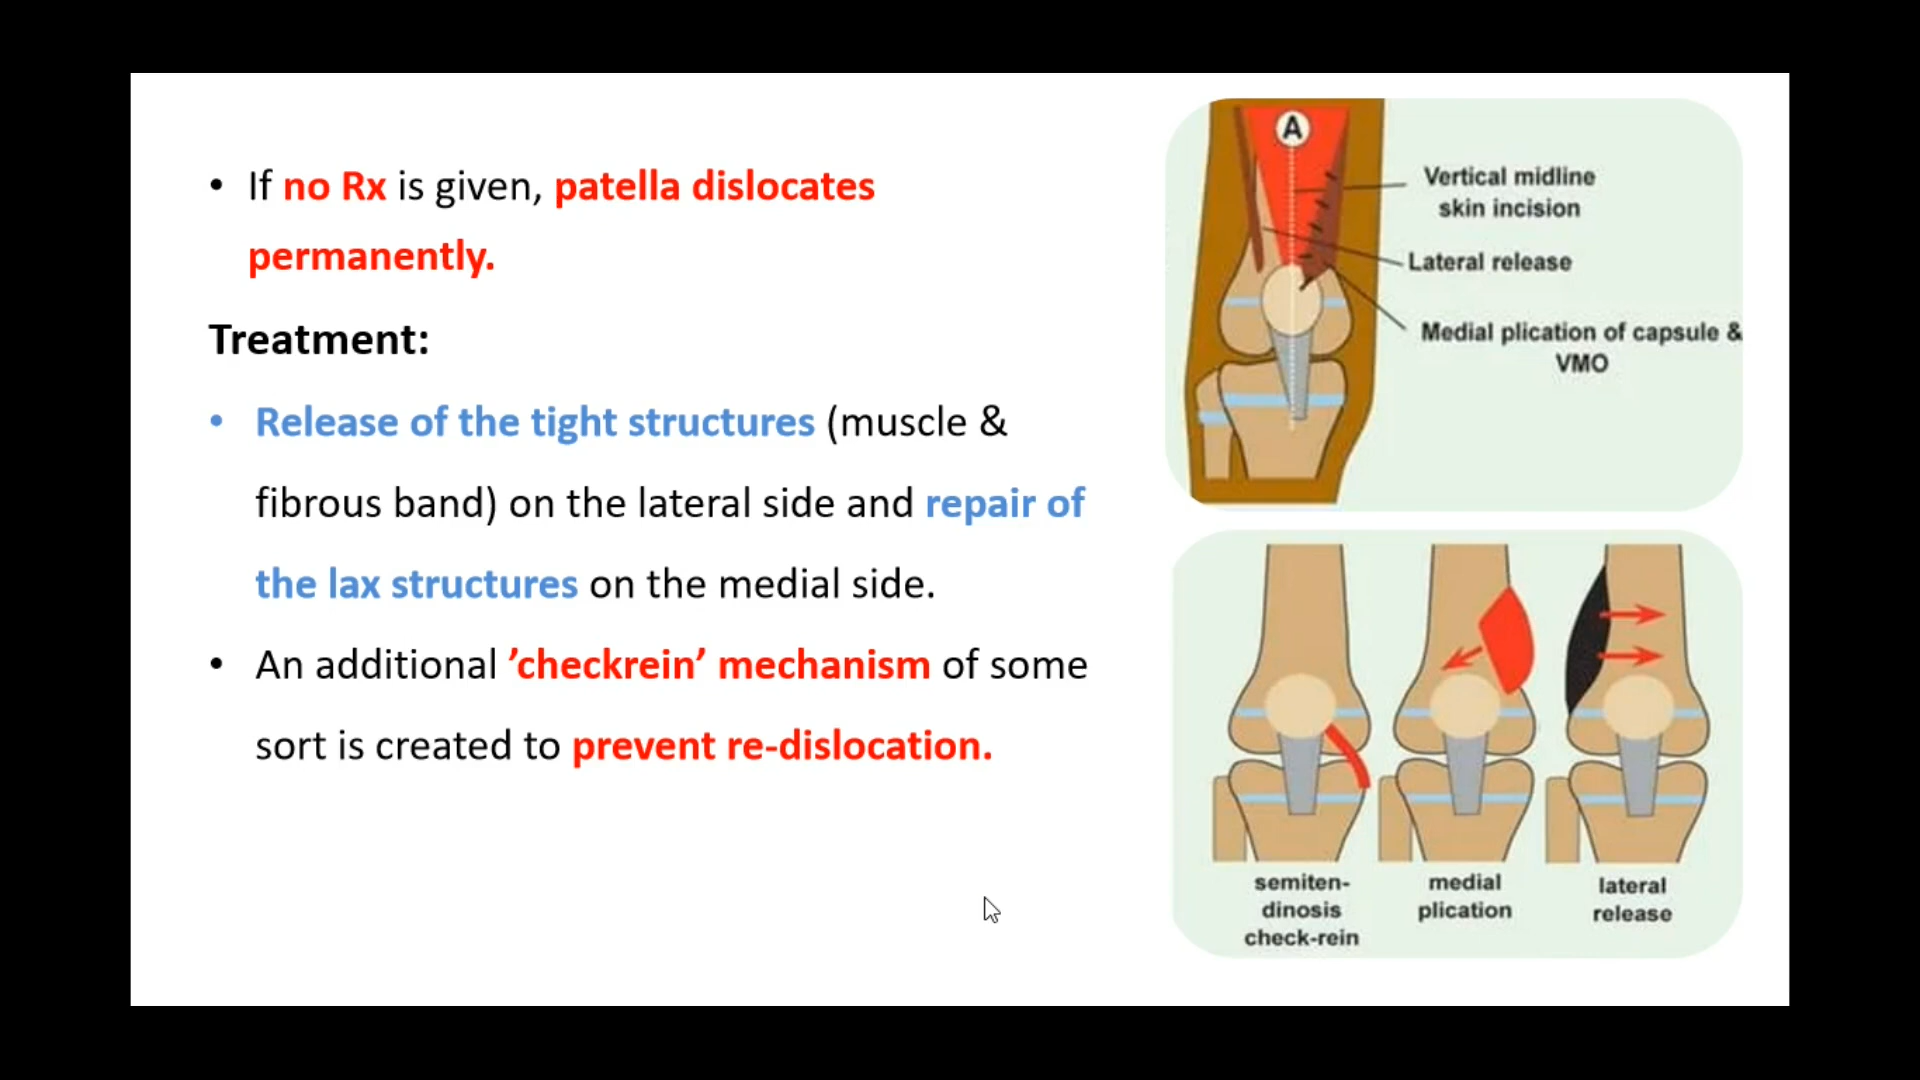 • If no Rx is given, patella dislocates
permanently.
Treatment:
• Release of the tight structures (muscle &
fibrous band) on the lateral side and repair of
the lax structures on the medial side.
• An additional ’checkrein’ mechanism of some
sort is created to prevent re-dislocation.
A
Vertical midline
skin incision
Lateral release
Medial plication of capsule &
VMO
semiten-
dinosis
check-rein
medial
plication
lateral
release